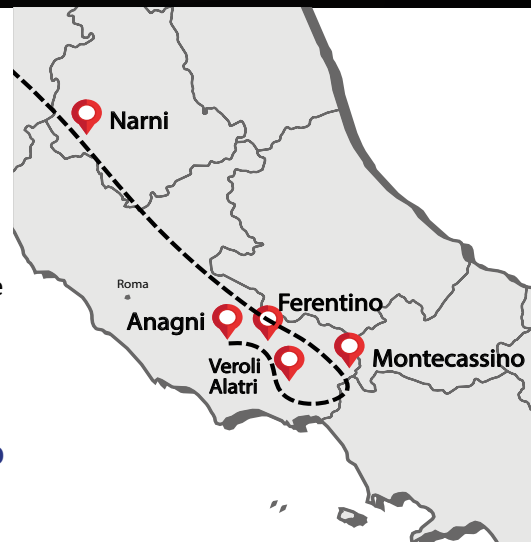 Narni
e
Roma
Ferentino
Anagni
Montecassino
Veroli
Alatri